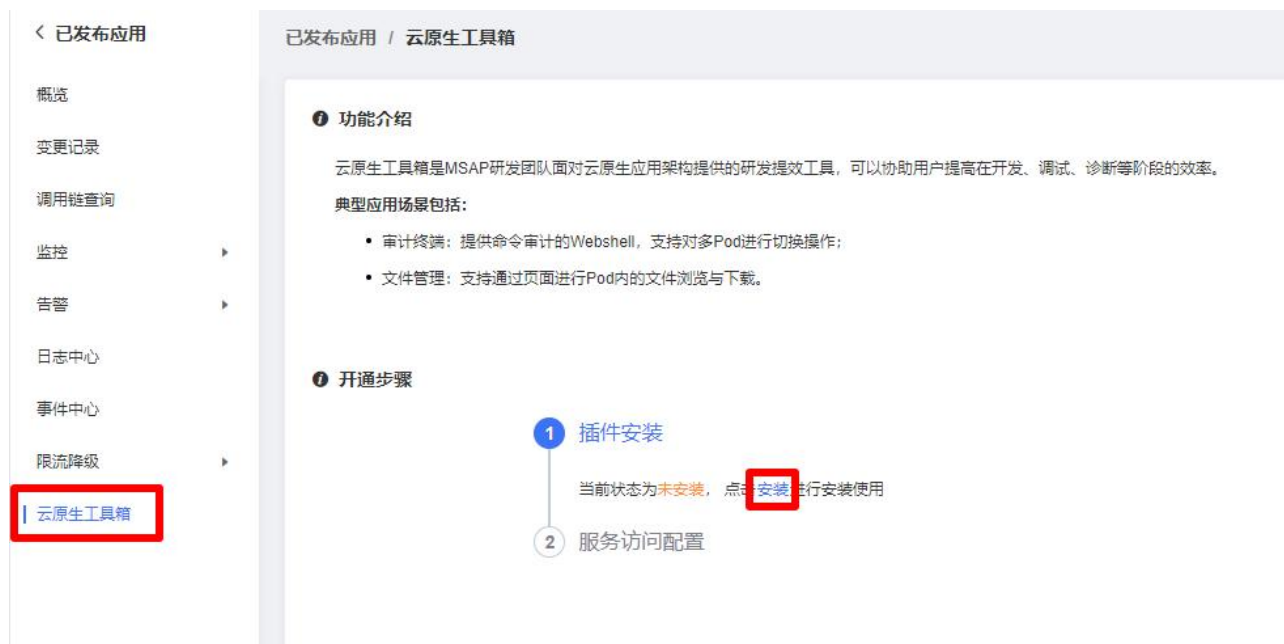 已发布应用
概览
变更记录
调用链查询
监控
告警
日志中心
事件中心
限流降级
云原生工具箱
已发布应用 / 云原生工具箱
功能介绍
云原生工具箱是MSAP研发团队面对云原生应用架构提供的研发提效工具，可以协助用户提高在开发、调试、诊断等阶段的效率。
典型应用场景包括：
• 审计终端：提供命令审计的Webshell，支持对多Pod进行切换操作；
• 文件管理：支持通过页面进行Pod内的文件浏览与下载。
开通步骤
1 插件安装
当前状态为未安装， 点击安装进行安装使用
2 服务访问配置